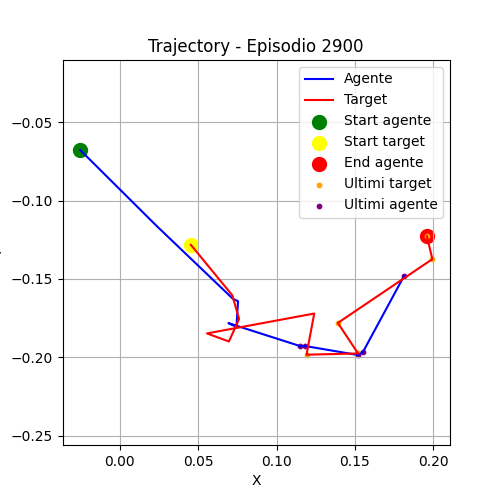 Trajectory - Episodio 2900
Agente
Target
Start agente
Start target
End agente
Ultimi target
Ultimi agente
−0.05
−0.10
−0.15
−0.20
−0.25
0.00 0.05 0.10 0.15 0.20
X